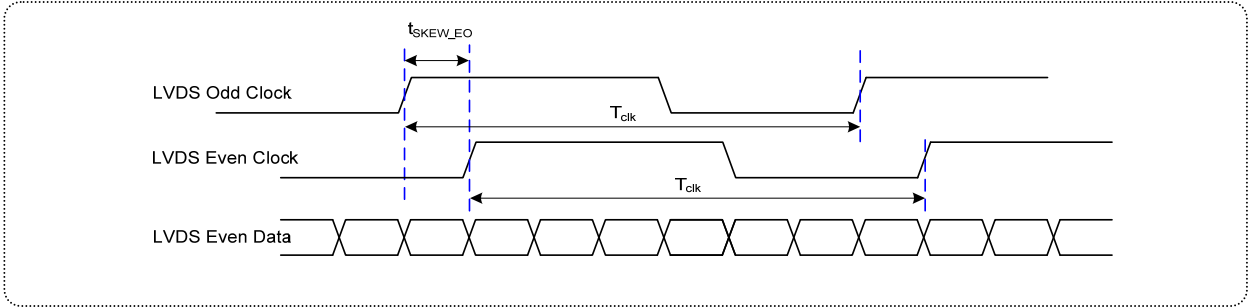 tSKEW_EO
LVDS Odd Clock
Tclk
LVDS Even Clock
Tclk
LVDS Even Data